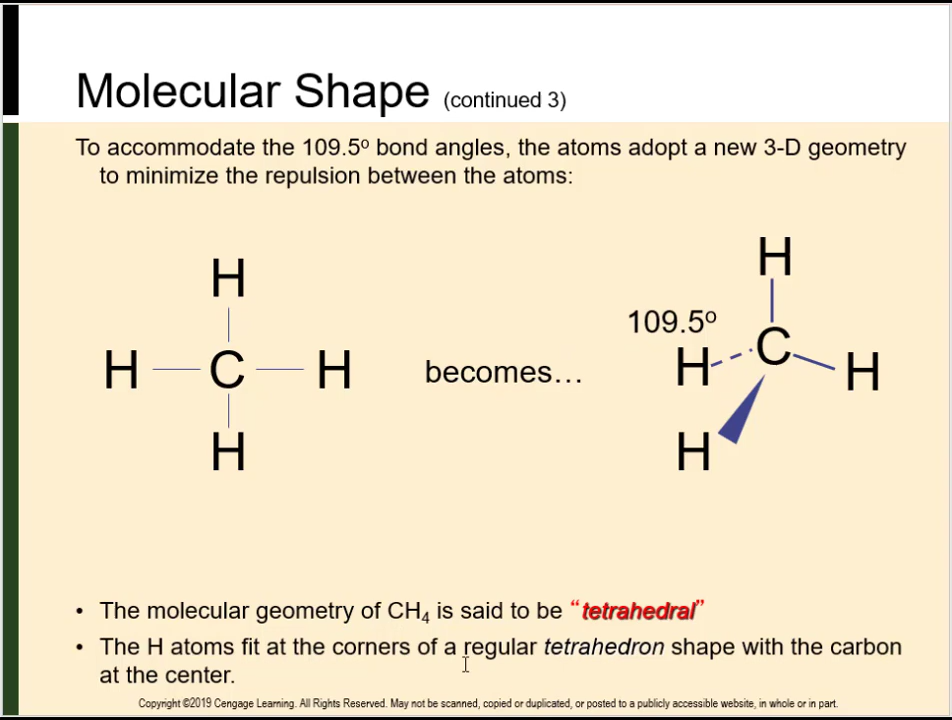 Molecular Shape (continued 3)
To accommodate the 109.5º bond angles, the atoms adopt a new 3-D geometry
to minimize the repulsion between the atoms:
H
H C H
H
becomes…
H
109.5º
H C H
H
• The molecular geometry of CH₄ is said to be “tetrahedral”
• The H atoms fit at the corners of a regular tetrahedron shape with the carbon
at the center.
Copyright ©2019 Cengage Learning. All Rights Reserved. May not be scanned, copied or duplicated, or posted to a publicly accessible website, in whole or in part.